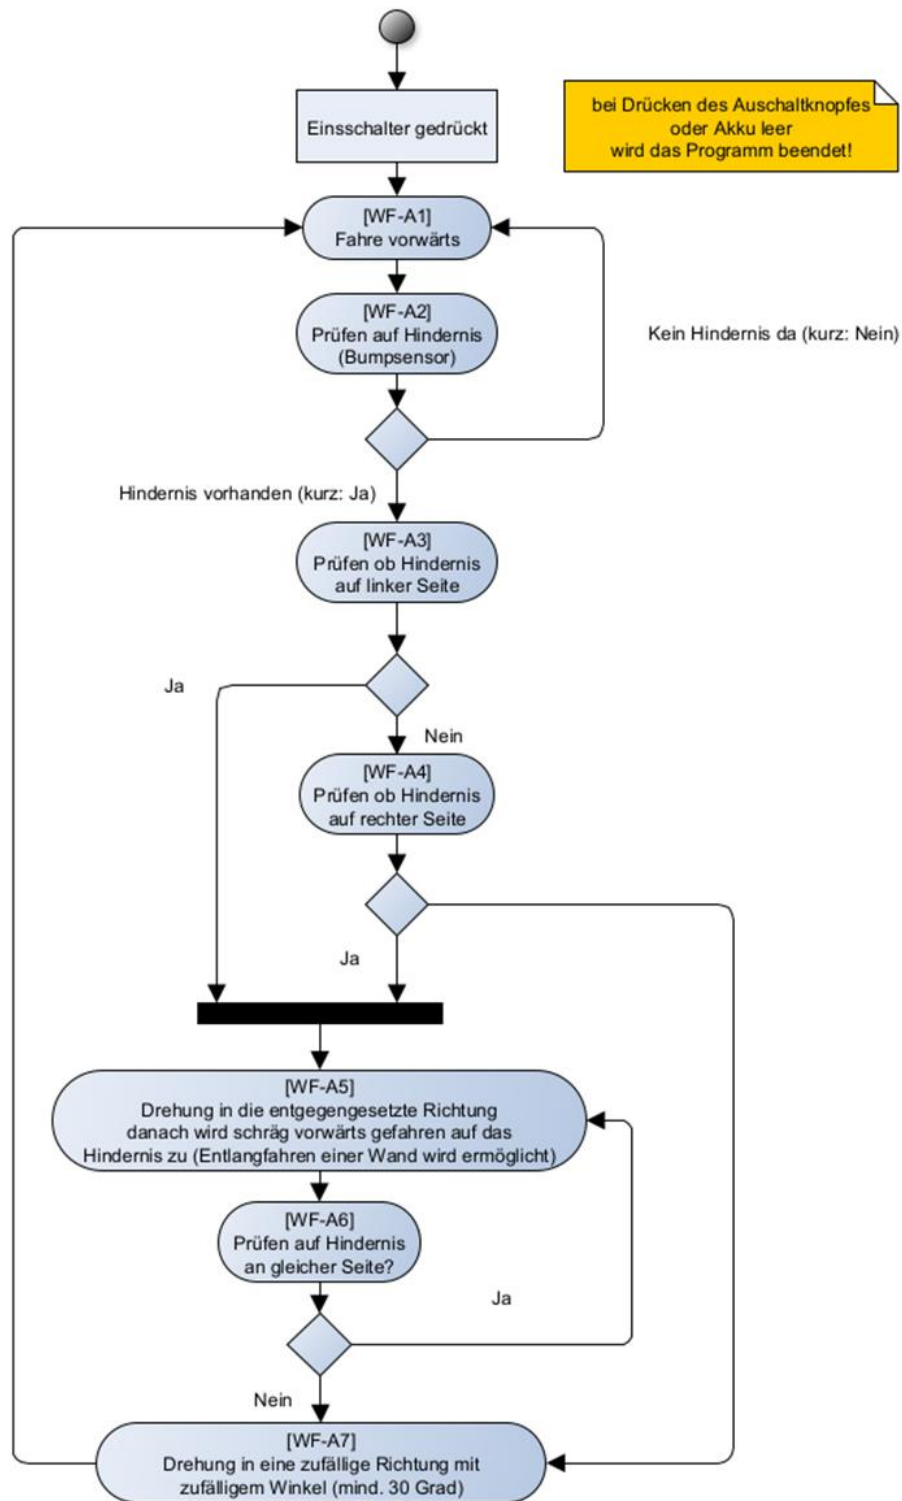 Einsschalter gedrückt
bei Drücken des Auschaltknopfes
oder Akku leer
wird das Programm beendet!
[WF-A1]
Fahre vorwärts
[WF-A2]
Prüfen auf Hindernis
(Bumpsensor)
Kein Hindernis da (kurz: Nein)
Hindernis vorhanden (kurz: Ja)
[WF-A3]
Prüfen ob Hindernis
auf linker Seite
Ja
Nein
[WF-A4]
Prüfen ob Hindernis
auf rechter Seite
Ja
[WF-A5]
Drehung in die entgegengesetzte Richtung
danach wird schräg vorwärts gefahren auf das
Hindernis zu (Entlangfahren einer Wand wird ermöglicht)
[WF-A6]
Prüfen auf Hindernis
an gleicher Seite?
Ja
Nein
[WF-A7]
Drehung in eine zufällige Richtung mit
zufälligem Winkel (mind. 30 Grad)